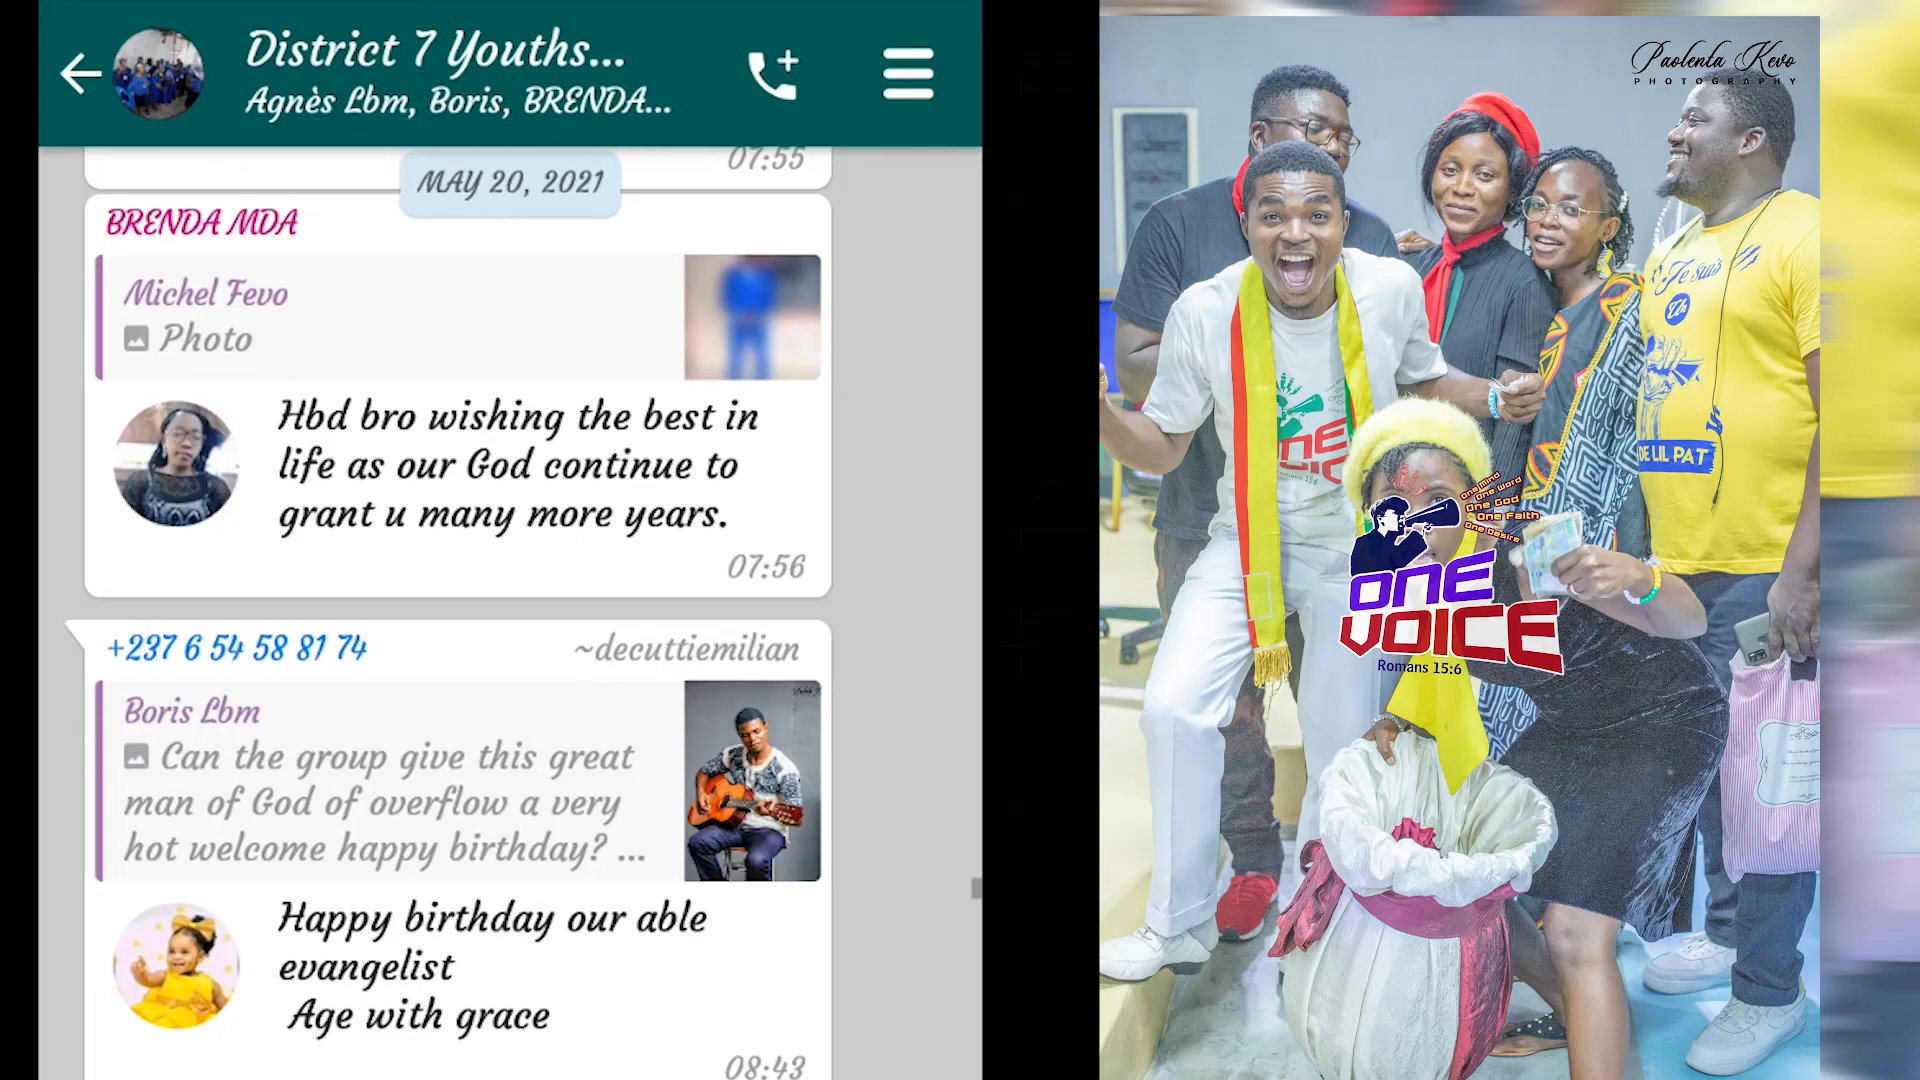 District 7 Youths...
Agnès Lbm, Boris, BRENDA...
07:55
MAY 20, 2021
BRENDA MDA
Michel Fevo
Photo
Hbd bro wishing the best in
life as our God continue to
grant u many more years.
07:56
+237 6 54 58 81 74
~decuttiemilian
Boris Lbm
Can the group give this great
man of God of overflow a very
hot welcome happy birthday? ...
Happy birthday our able
evangelist
Age with grace
08:43
Paolenta Kevo
PHOTOGRAPHY
Je suis
Un
DE LIL PAT
One Mind
One Word
One God
One Faith
One Desire
ONE
VOICE
Romans 15:6